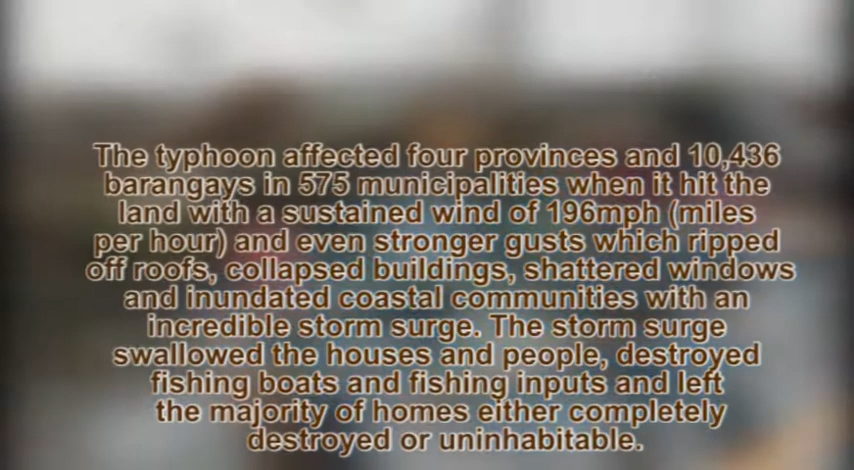 The typhoon affected four provinces and 10,436
barangays in 575 municipalities when it hit the
land with a sustained wind of 196mph (miles
per hour) and even stronger gusts which ripped
off roofs, collapsed buildings, shattered windows
and inundated coastal communities with an
incredible storm surge. The storm surge
swallowed the houses and people, destroyed
fishing boats and fishing inputs and left
the majority of homes either completely
destroyed or uninhabitable.